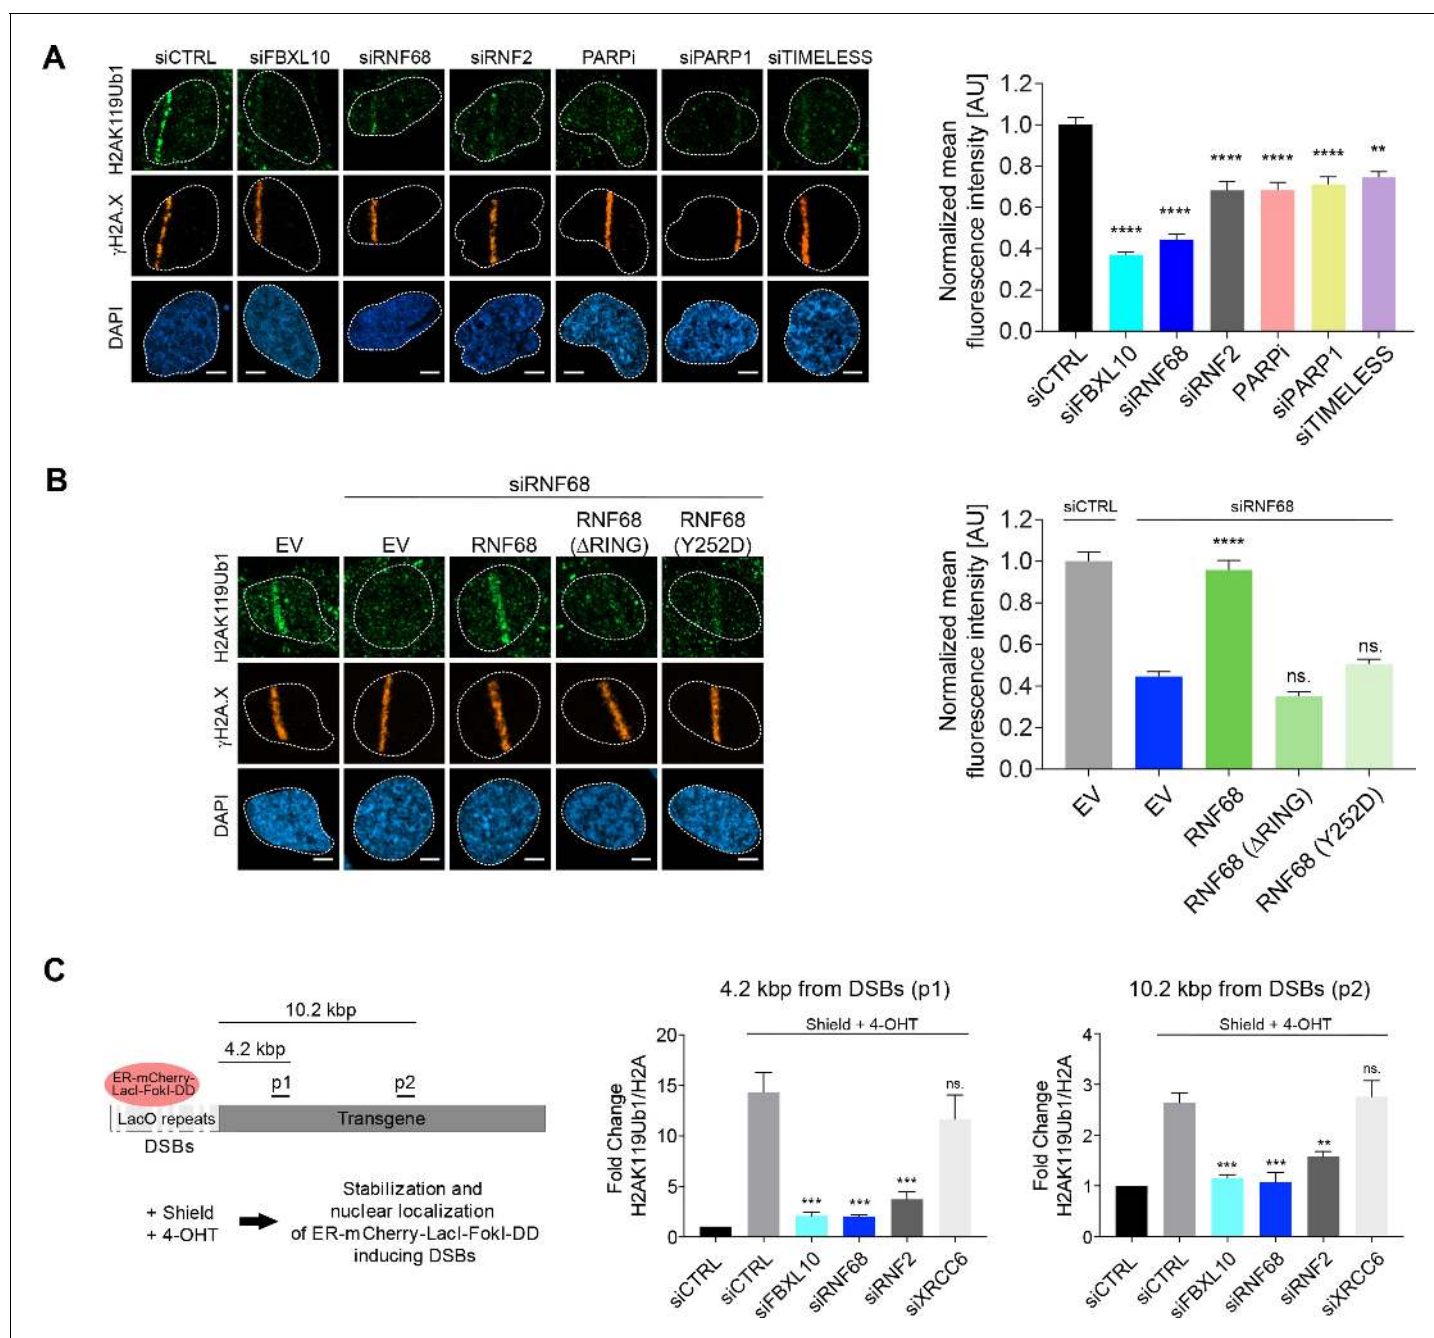 A
siCTRL siFBXL10 siRNF68 siRNF2 PARPi siPARP1 siTIMELESS
H2AK119Ub1
γH2A.X
DAPI
Normalized mean
fluorescence intensity [AU]
1.2
1.0
0.8
0.6
0.4
0.2
0.0
**** **** **** **** **** **
siCTRL siFBXL10 siRNF68 siRNF2 PARPi siPARP1 siTIMELESS
B
siRNF68
EV EV RNF68 RNF68 (ΔRING) RNF68 (Y252D)
H2AK119Ub1
γH2A.X
DAPI
Normalized mean
fluorescence intensity [AU]
siCTRL siRNF68
1.2
1.0
0.8
0.6
0.4
0.2
0.0
**** ns. ns.
EV EV RNF68 RNF68 (ΔRING) RNF68 (Y252D)
C
10.2 kbp
4.2 kbp
ER-mCherry-
LacI-FokI-DD
p1 p2
LacO repeats Transgene
DSBs
+ Shield
+ 4-OHT
Stabilization and
nuclear localization
of ER-mCherry-LacI-FokI-DD
inducing DSBs
4.2 kbp from DSBs (p1)
Shield + 4-OHT
Fold Change
H2AK119Ub1/H2A
20
15
10
5
0
*** *** *** ns.
siCTRL siCTRL siFBXL10 siRNF68 siRNF2 siXRCC6
10.2 kbp from DSBs (p2)
Shield + 4-OHT
Fold Change
H2AK119Ub1/H2A
4
3
2
1
0
*** *** ** ns.
siCTRL siCTRL siFBXL10 siRNF68 siRNF2 siXRCC6